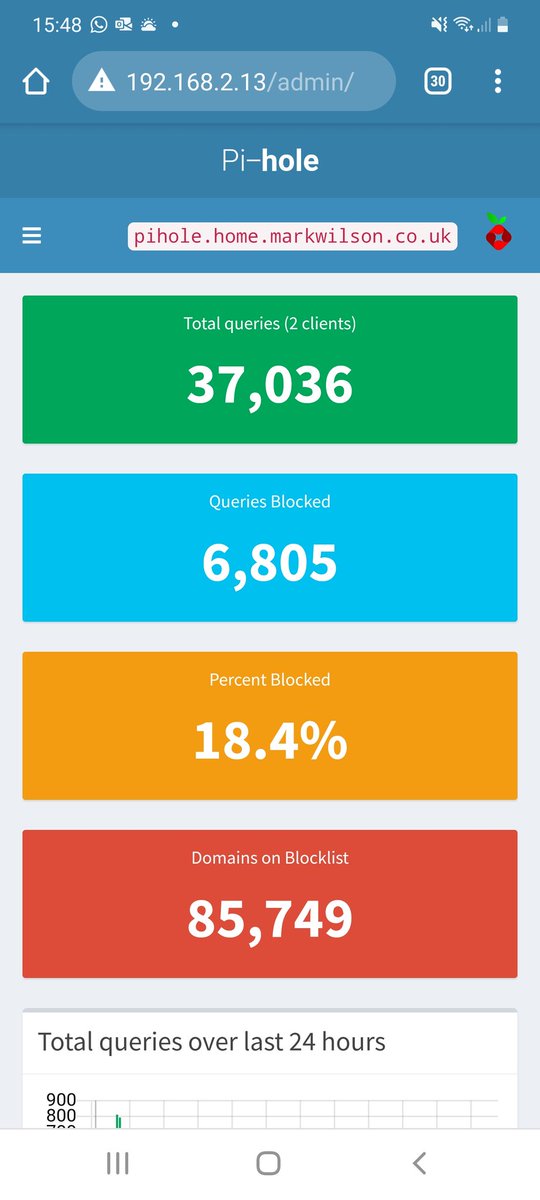 15:48
192.168.2.13/admin/
30
Pi-hole
pihole.home.markwilson.co.uk
Total queries (2 clients)
37,036
Queries Blocked
6,805
Percent Blocked
18.4%
Domains on Blocklist
85,749
Total queries over last 24 hours
900
800